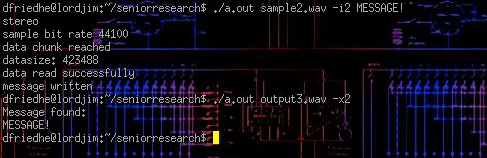 dfriedhe@lordjim:~/seniorresearch$ ./a.out sample2.wav -i2 MESSAGE!
stereo
sample bit rate 44100
data chunk reached
datasize: 423488
data read successfully
message written
dfriedhe@lordjim:~/seniorresearch$ ./a.out output3.wav -x2
Message found:
MESSAGE!
dfriedhe@lordjim:~/seniorresearch$